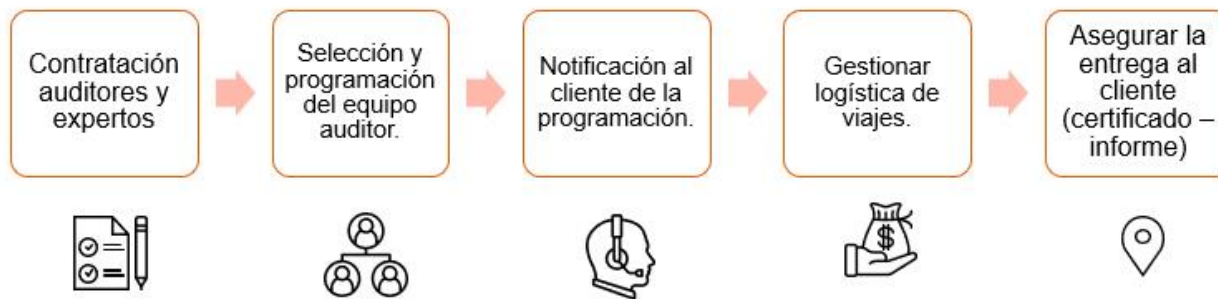 Contratación
auditores y
expertos
Selección y
programación
del equipo
auditor.
Notificación al
cliente de la
programación.
Gestionar
logística de
viajes.
Asegurar la
entrega al
cliente
(certificado –
informe)
$